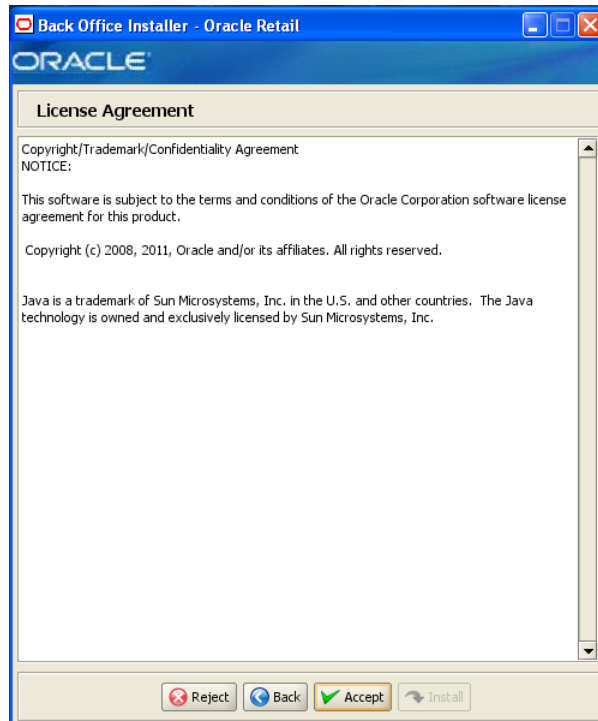 Back Office Installer - Oracle Retail
ORACLE
License Agreement
Copyright/Trademark/Confidentiality Agreement
NOTICE:
This software is subject to the terms and conditions of the Oracle Corporation software license
agreement for this product.
Copyright (c) 2008, 2011, Oracle and/or its affiliates. All rights reserved.
Java is a trademark of Sun Microsystems, Inc. in the U.S. and other countries. The Java
technology is owned and exclusively licensed by Sun Microsystems, Inc.
Reject Back Accept Install